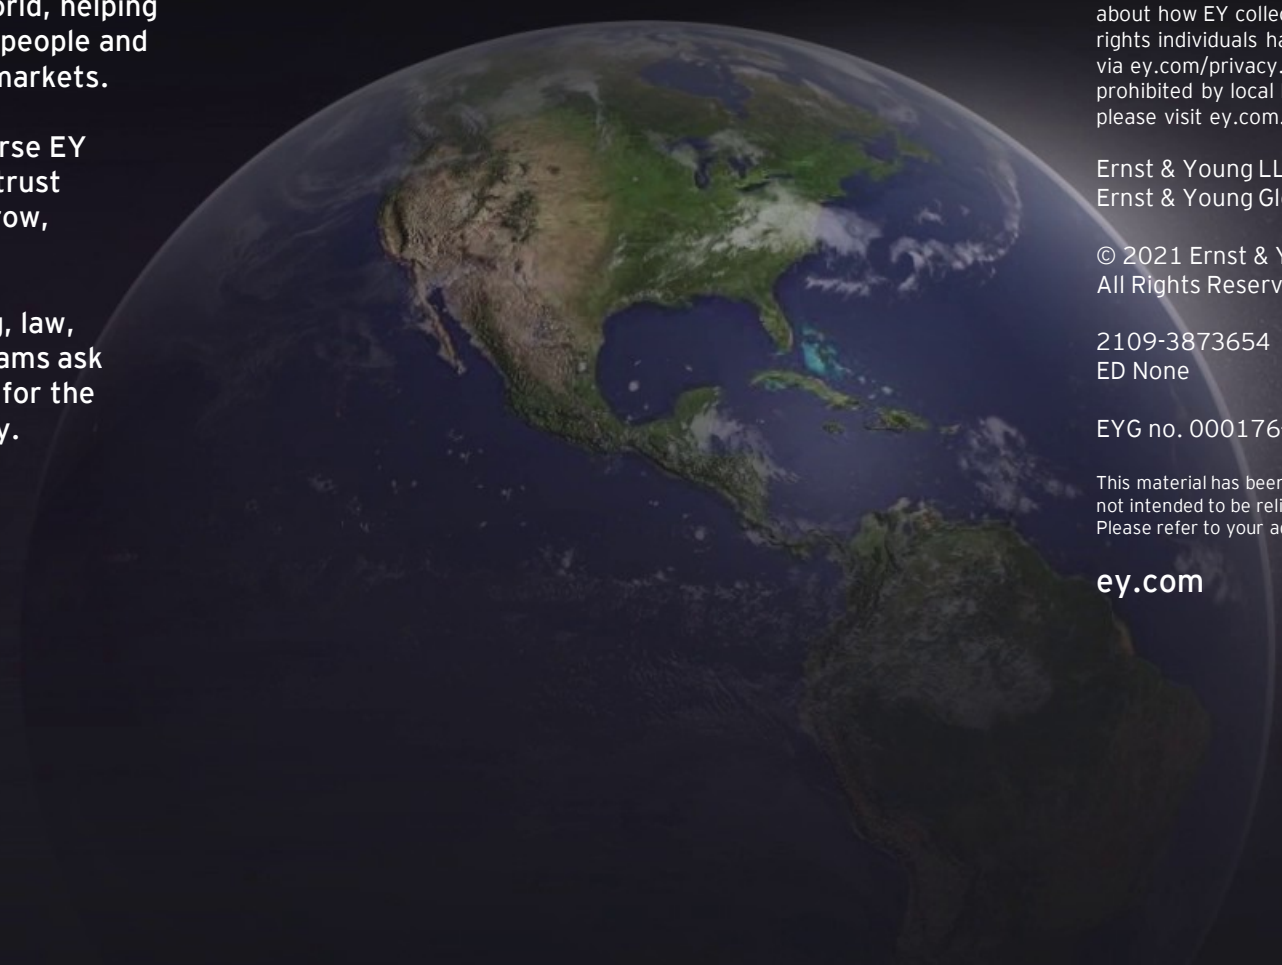 orld, helping
people and
markets.
rse EY
trust
row,
g, law,
ams ask
for the
y.
about how EY collec
rights individuals ha
via ey.com/privacy.
prohibited by local
please visit ey.com.
Ernst & Young LL
Ernst & Young Gl
© 2021 Ernst & Y
All Rights Reserv
2109-3873654
ED None
EYG no. 000176
This material has been
not intended to be reli
Please refer to your a
ey.com